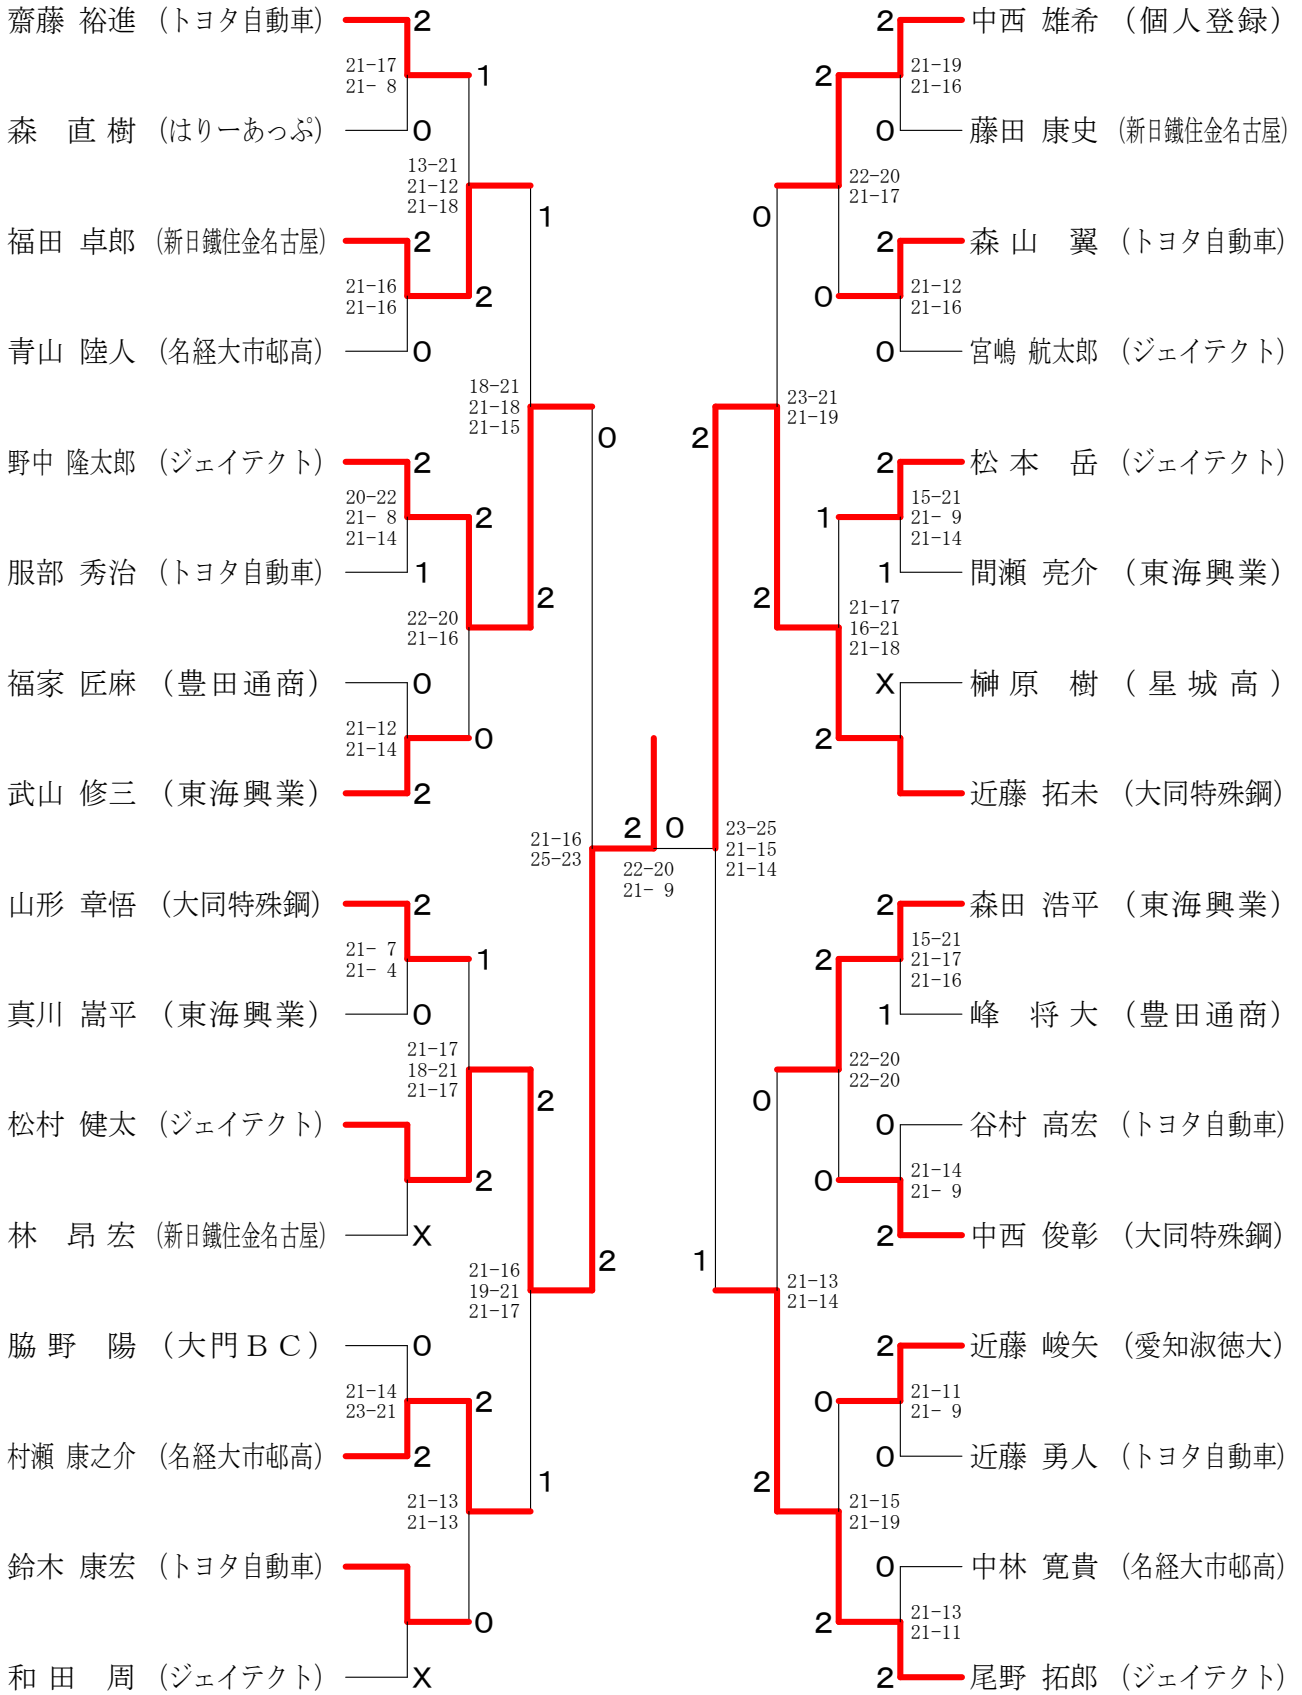 齋藤 裕進 (トヨタ自動車) 2
21-17
21- 8
1
森 直樹 (はりーあっぷ) 0
13-21
21-12
21-18
1
福田 卓郎 (新日鐵住金名古屋) 2
21-16
21-16
2
青山 陸人 (名経大市邨高) 0
18-21
21-18
21-15
0
野中 隆太郎 (ジェイテクト) 2
20-22
21- 8
21-14
2
服部 秀治 (トヨタ自動車) 1
22-20
21-16
2
福家 匠麻 (豊田通商) 0
21-12
21-14
0
武山 修三 (東海興業) 2
21-16
25-23
山形 章悟 (大同特殊鋼) 2
21- 7
21- 4
1
真川 嵩平 (東海興業) 0
21-17
18-21
21-17
2
松村 健太 (ジェイテクト)
2
林 昂宏 (新日鐵住金名古屋) X
21-16
19-21
21-17
2
脇野 陽 (大門ＢＣ) 0
21-14
23-21
2
村瀬 康之介 (名経大市邨高) 2
21-13
21-13
1
鈴木 康宏 (トヨタ自動車)
0
和田 周 (ジェイテクト) X
2 0
22-20
21- 9
2 中西 雄希 (個人登録)
2
21-19
21-16
0 藤田 康史 (新日鐵住金名古屋)
0
22-20
21-17
2 森山 翼 (トヨタ自動車)
0
21-12
21-16
0 宮嶋 航太郎 (ジェイテクト)
2
23-21
21-19
2 松本 岳 (ジェイテクト)
1
15-21
21- 9
21-14
1 間瀬 亮介 (東海興業)
2
21-17
16-21
21-18
X 榊原 樹 (星城高)
2
近藤 拓未 (大同特殊鋼)
23-25
21-15
21-14
2 森田 浩平 (東海興業)
2
15-21
21-17
21-16
1 峰 将大 (豊田通商)
0
22-20
22-20
0 谷村 高宏 (トヨタ自動車)
0
21-14
21- 9
2 中西 俊彰 (大同特殊鋼)
1
21-13
21-14
2 近藤 峻矢 (愛知淑徳大)
0
21-11
21- 9
0 近藤 勇人 (トヨタ自動車)
2
21-15
21-19
0 中林 寛貴 (名経大市邨高)
2
21-13
21-11
2 尾野 拓郎 (ジェイテクト)